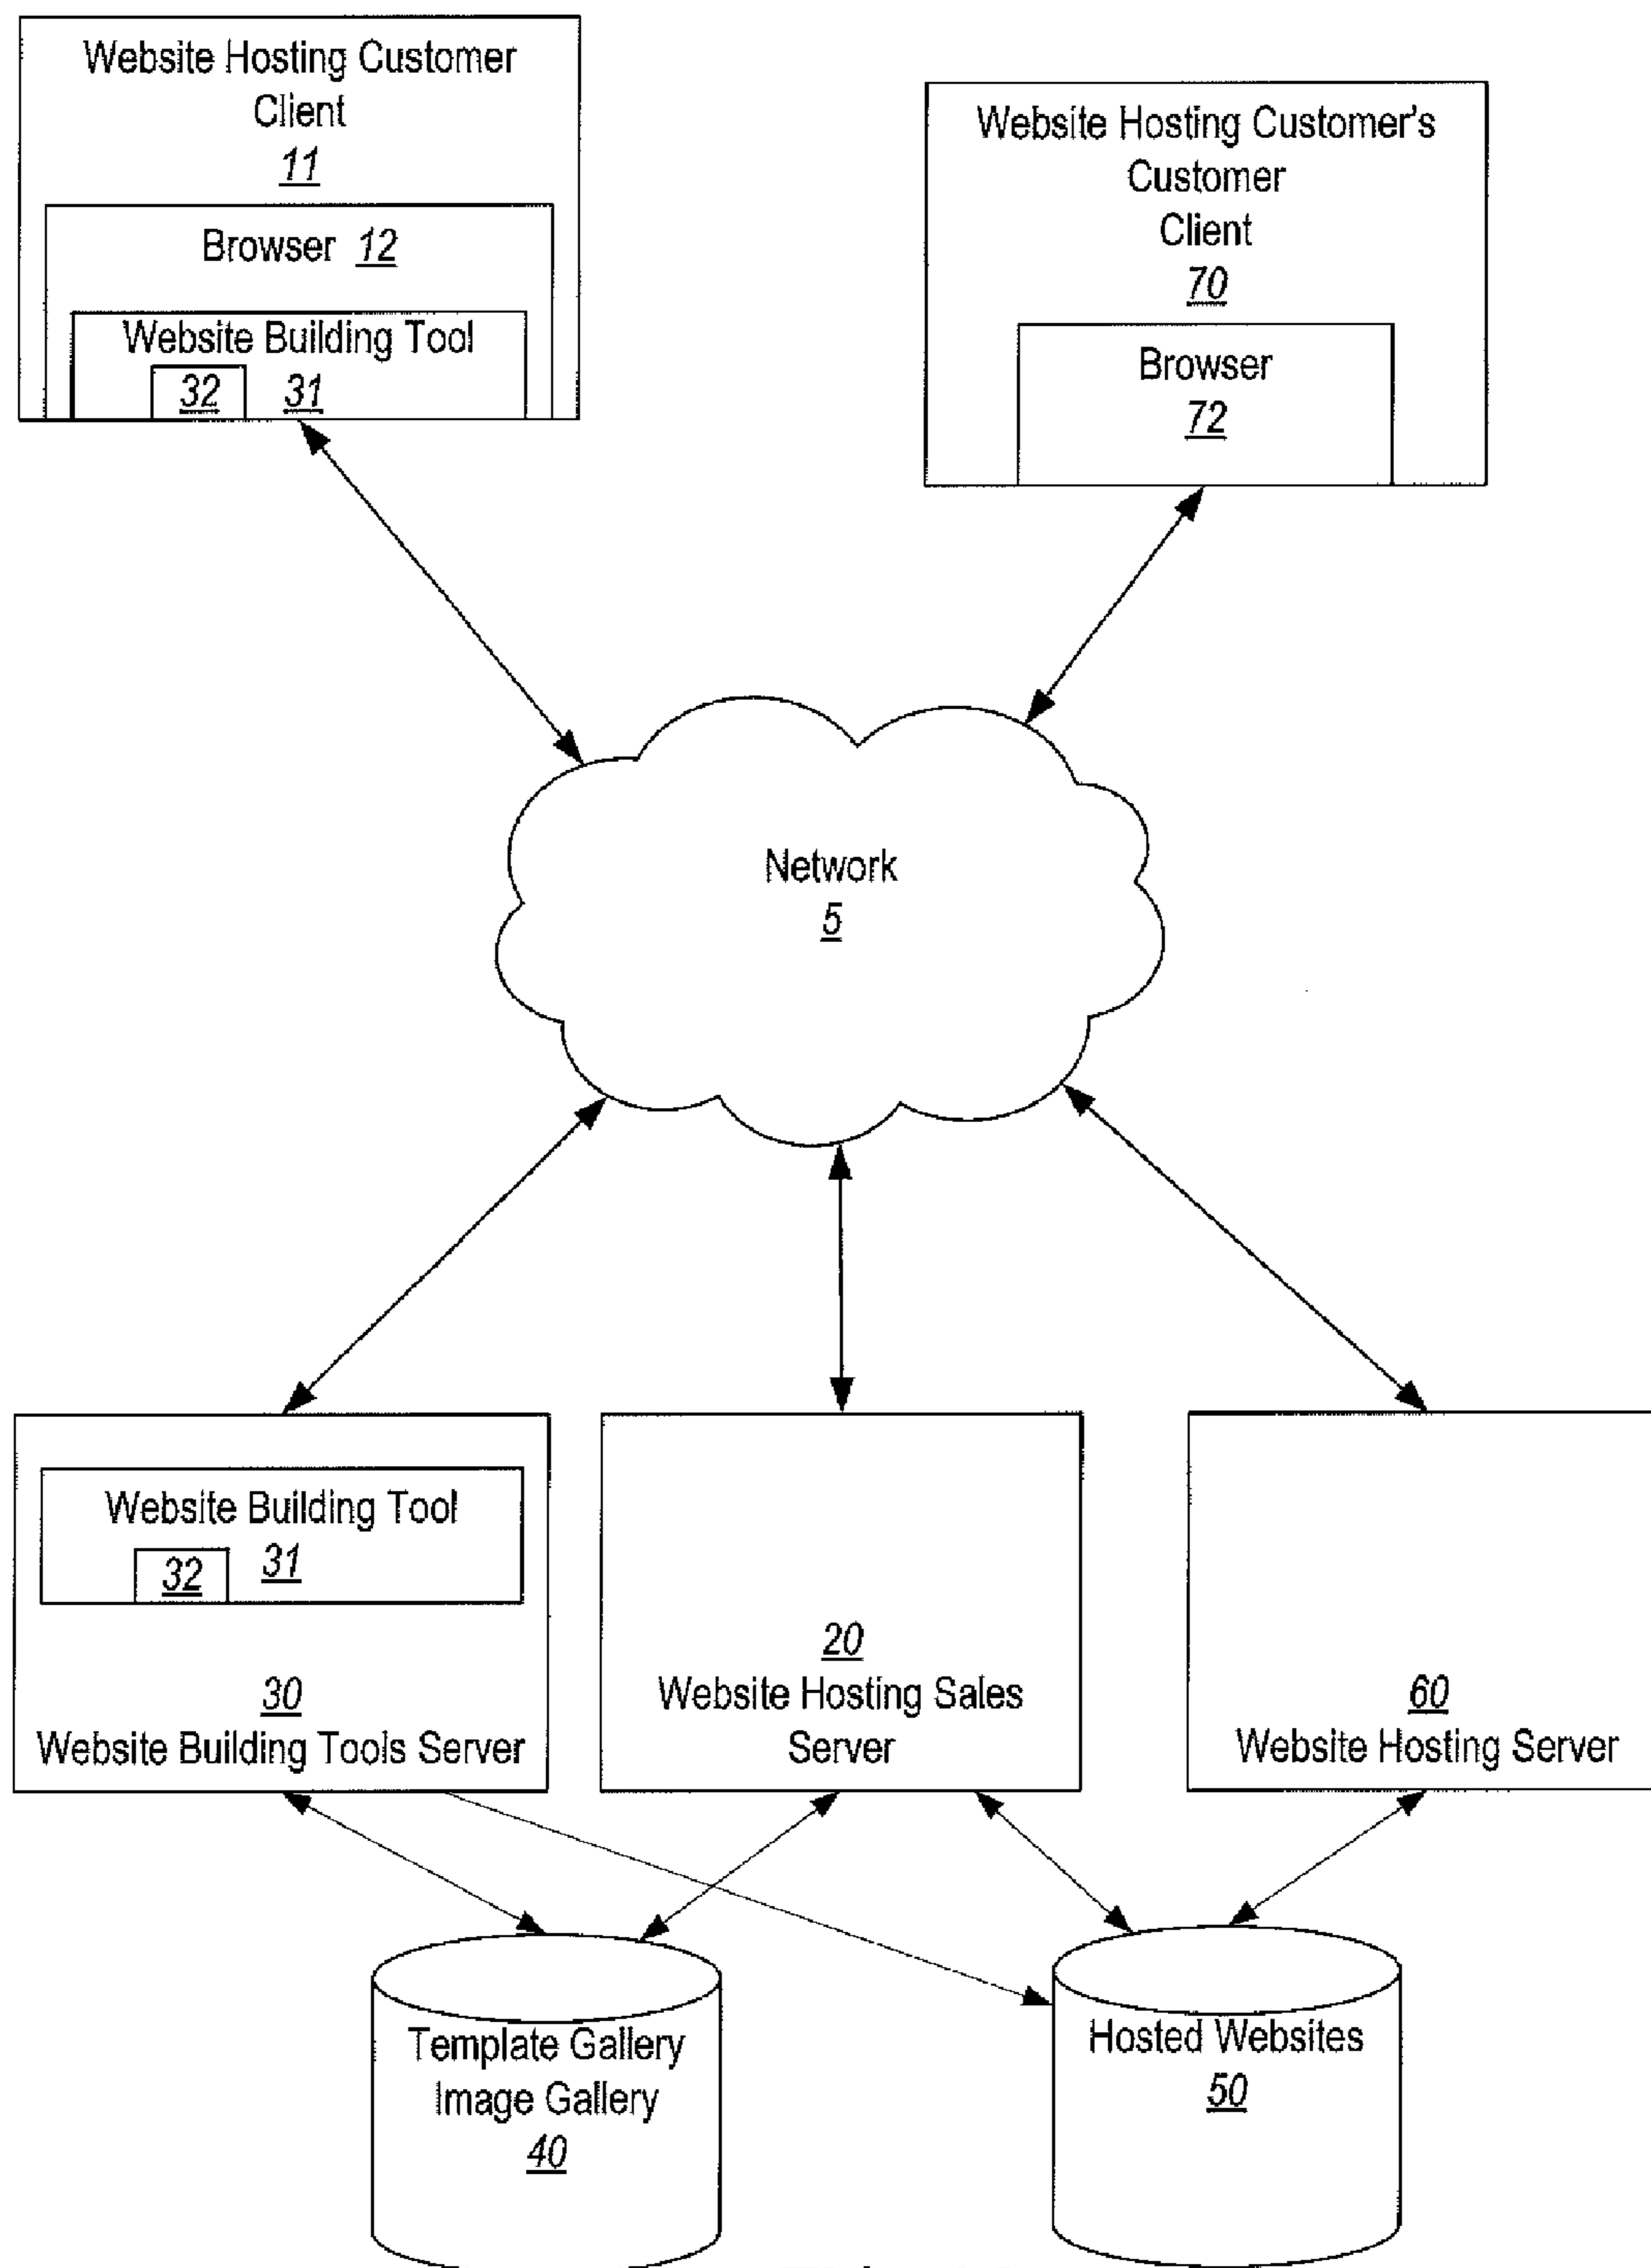 Website Hosting Customer
Client
11
Browser 12
Website Building Tool
32 31
Website Hosting Customer's
Customer
Client
70
Browser
72
Network
5
Website Building Tool
32 31
30
Website Building Tools Server
20
Website Hosting Sales
Server
60
Website Hosting Server
Template Gallery
Image Gallery
40
Hosted Websites
50